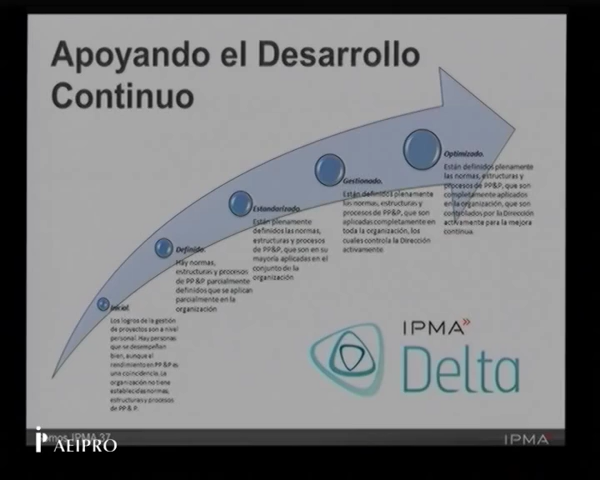 Apoyando el Desarrollo
Continuo
Optimizado.
Están definidos plenamente
las normas, estructuras y
procesos de PP&P, que son
completamente aplicados
en la organización, que son
controlados por la Dirección
activamente para la mejora
continua.
Gestionado.
Están definidos plenamente
las normas, estructuras y
procesos de PP&P, que son
aplicadas completamente en
toda la organización, los
cuales controla la Dirección
activamente
Estandarizado.
Están plenamente
definidos las normas,
estructuras y procesos
de PP&P, que son en su
mayoría aplicados en el
conjunto de la
organización
Definido.
Hay normas,
estructuras y procesos
de PP&P parcialmente
definidos que se aplican
parcialmente en la
organización
Inicial.
Los logros de la gestión
de proyectos son a nivel
personal. Hay personas
que se desempeñan
bien, aunque el
rendimiento en PP&P es
una coincidencia. La
organización no tiene
establecidos normas,
estructuras y procesos
de PP&P.
IPMA
Delta
IPMA 37
AEIPRO
IPMA